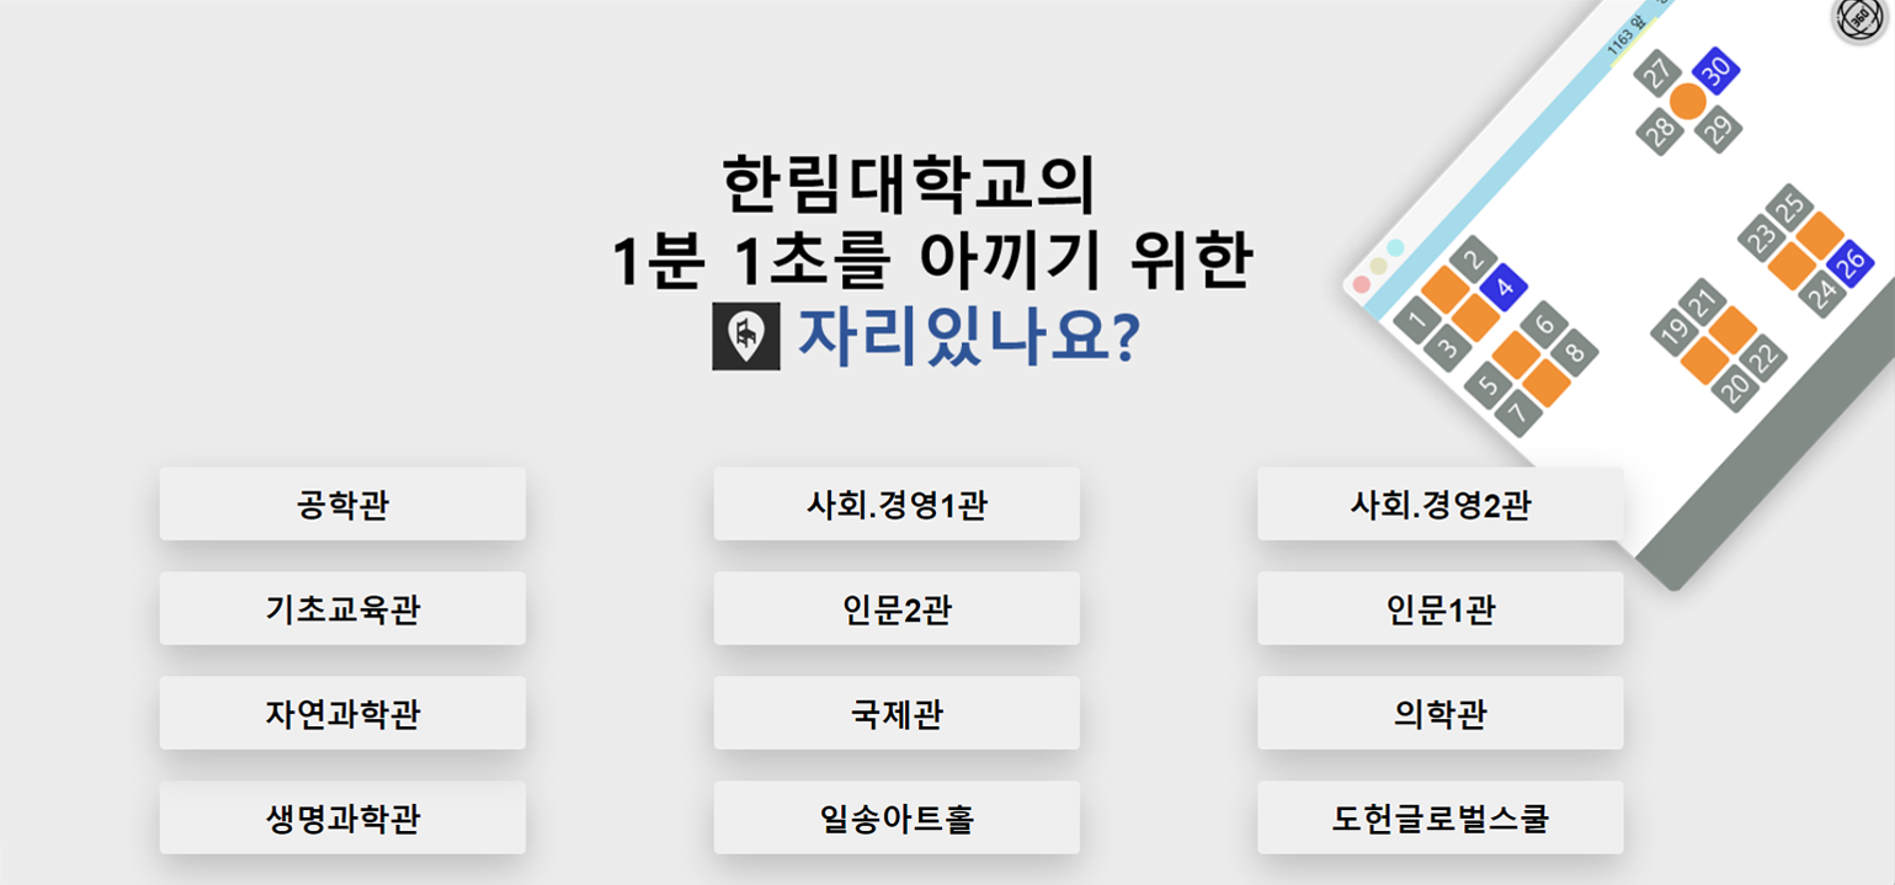 한림대학교의
1분 1초를 아끼기 위한
자리있나요?
1163 앞
360
27 30
28 29
25
23
26
24
2
4
1
3
6
8
5
7
21
19
22
20
공학관 사회.경영1관 사회.경영2관
기초교육관 인문2관 인문1관
자연과학관 국제관 의학관
생명과학관 일송아트홀 도헌글로벌스쿨